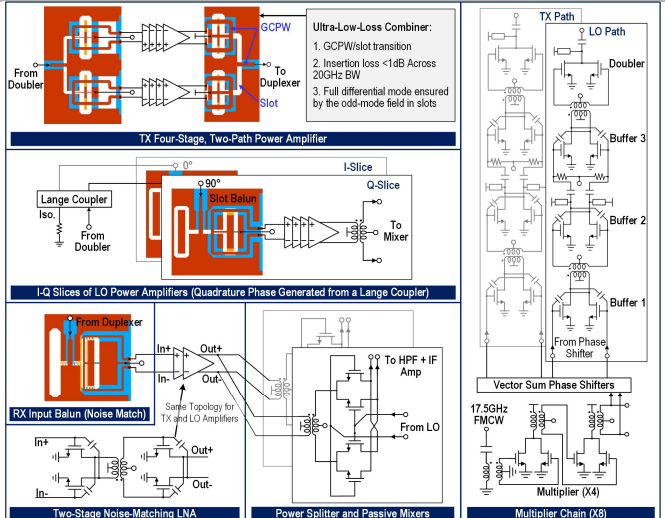 GCPW
From
Doubler
To
Duplexer
Slot
Ultra-Low-Loss Combiner:
1. GCPW/slot transition
2. Insertion loss <1dB Across
20GHz BW
3. Full differential mode ensured
by the odd-mode field in slots
TX Four-Stage, Two-Path Power Amplifier
I-Slice
0°
Q-Slice
90°
Slot Balun
Lange Coupler
Iso.
From
Doubler
To
Mixer
I-Q Slices of LO Power Amplifiers (Quadrature Phase Generated from a Lange Coupler)
From Duplexer
RX Input Balun (Noise Match)
In+
Out+
In-
Out-
Same Topology for
TX and LO Amplifiers
In+
Out+
In-
Out-
Two-Stage Noise-Matching LNA
To HPF + IF
Amp
From LO
Power Splitter and Passive Mixers
TX Path
LO Path
Doubler
Buffer 3
Buffer 2
Buffer 1
From Phase
Shifter
Vector Sum Phase Shifters
17.5GHz
FMCW
Multiplier (X4)
Multiplier Chain (X8)